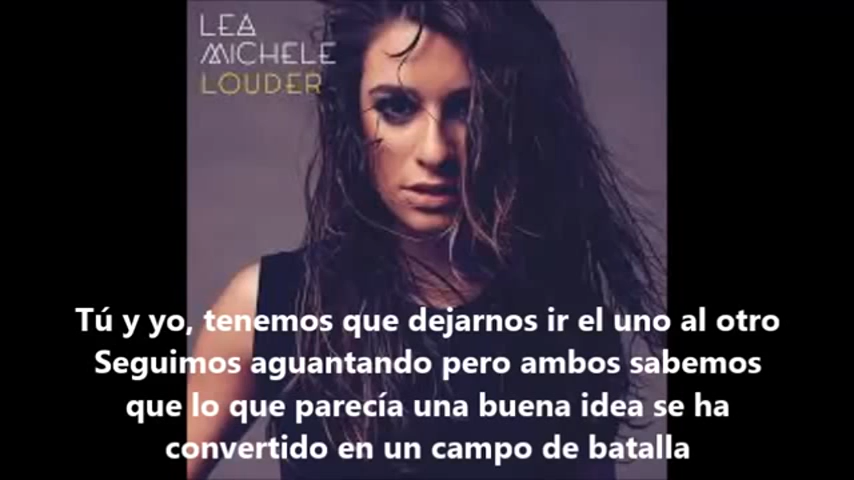 LEA
MICHELE
LOUDER
Tú y yo, tenemos que dejarnos ir el uno al otro
Seguimos aguantando pero ambos sabemos
que lo que parecía una buena idea se ha
convertido en un campo de batalla